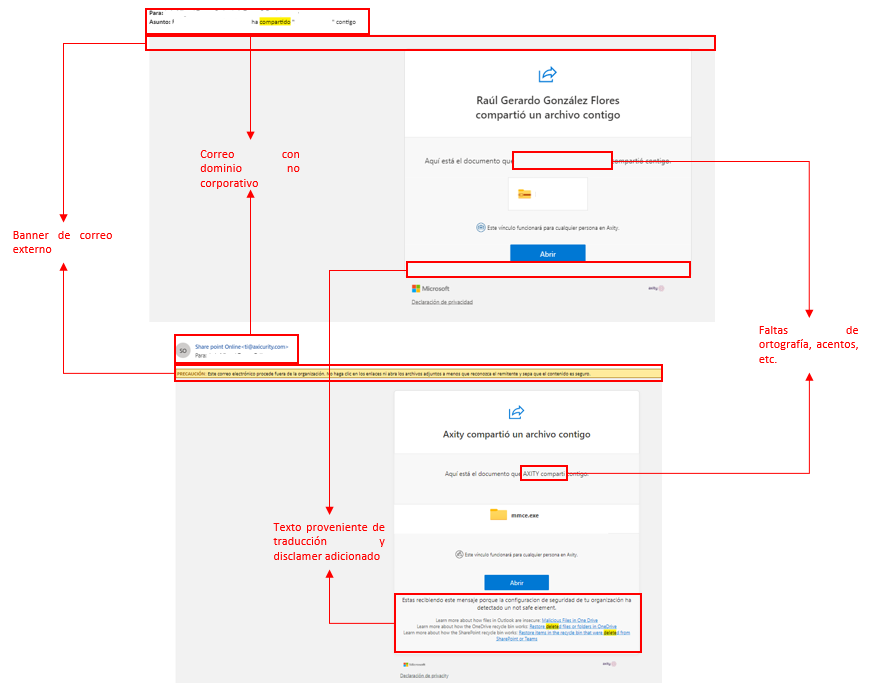 Para:
Asunto:
ha compartido "
" contigo
Raúl Gerardo González Flores
compartió un archivo contigo
Aquí está el documento que
compartió contigo.
Correo con
dominio no
corporativo
Este vínculo funcionará para cualquier persona en Axity.
Banner de correo
externo
Abrir
Microsoft
axity
Declaración de privacidad
Faltas de
ortografía, acentos,
etc.
SO
Share point Online<ti@axicurity.com>
Para:
PRECAUCIÓN: Este correo electrónico procede fuera de la organización. No haga clic en los enlaces ni abra los archivos adjuntos a menos que reconozca el remitente y sepa que el contenido es seguro.
Axity compartió un archivo contigo
Aquí está el documento que AXITY comparti contigo.
mmce.exe
Texto proveniente de
traducción y
disclamer adicionado
Este vínculo funcionará para cualquier persona en Axity.
Abrir
Estas recibiendo este mensaje porque la configuracion de seguridad de tu organización ha
detectado un not safe element.
Learn more about how files in Outlook are insecure: Malicious Files in One Drive
Learn more about how the OneDrive recycle bin works: Restore deleted files or folders in OneDrive
Learn more about how the SharePoint recycle bin works: Restore items in the recycle bin that were deleted from
SharePoint or Teams
Microsoft
axity
Declaración de privacity